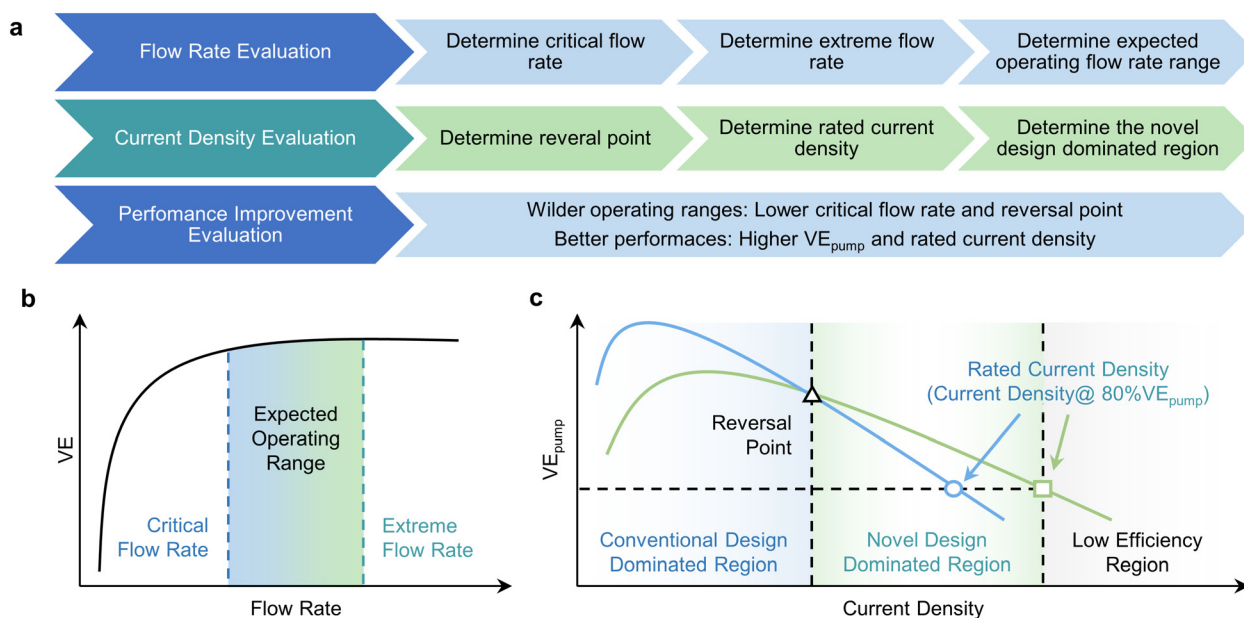 a
Flow Rate Evaluation
Determine critical flow
rate
Determine extreme flow
rate
Determine expected
operating flow rate range
Current Density Evaluation
Determine reveral point
Determine rated current
density
Determine the novel
design dominated region
Perfomance Improvement
Evaluation
Wilder operating ranges: Lower critical flow rate and reversal point
Better performaces: Higher VEpump and rated current density
b
VE
Expected
Operating
Range
Critical
Flow Rate
Extreme
Flow Rate
Flow Rate
c
VEpump
Rated Current Density
(Current Density@ 80%VEpump)
Reversal
Point
Conventional Design
Dominated Region
Novel Design
Dominated Region
Low Efficiency
Region
Current Density